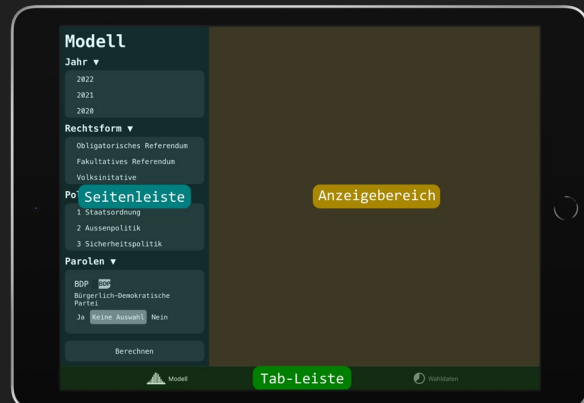 Modell
Jahr ▼
2022
2021
2020
Rechtsform ▼
Obligatorisches Referendum
Fakultatives Referendum
Volksinitative
Seitenleiste
Anzeigebereich
1 Staatsordnung
2 Aussenpolitik
3 Sicherheitspolitik
Parolen ▼
BDP BDP
Bürgerlich-Demokratische
Partei
Ja Keine Auswahl Nein
Berechnen
Modell
Tab-Leiste
Wahldaten